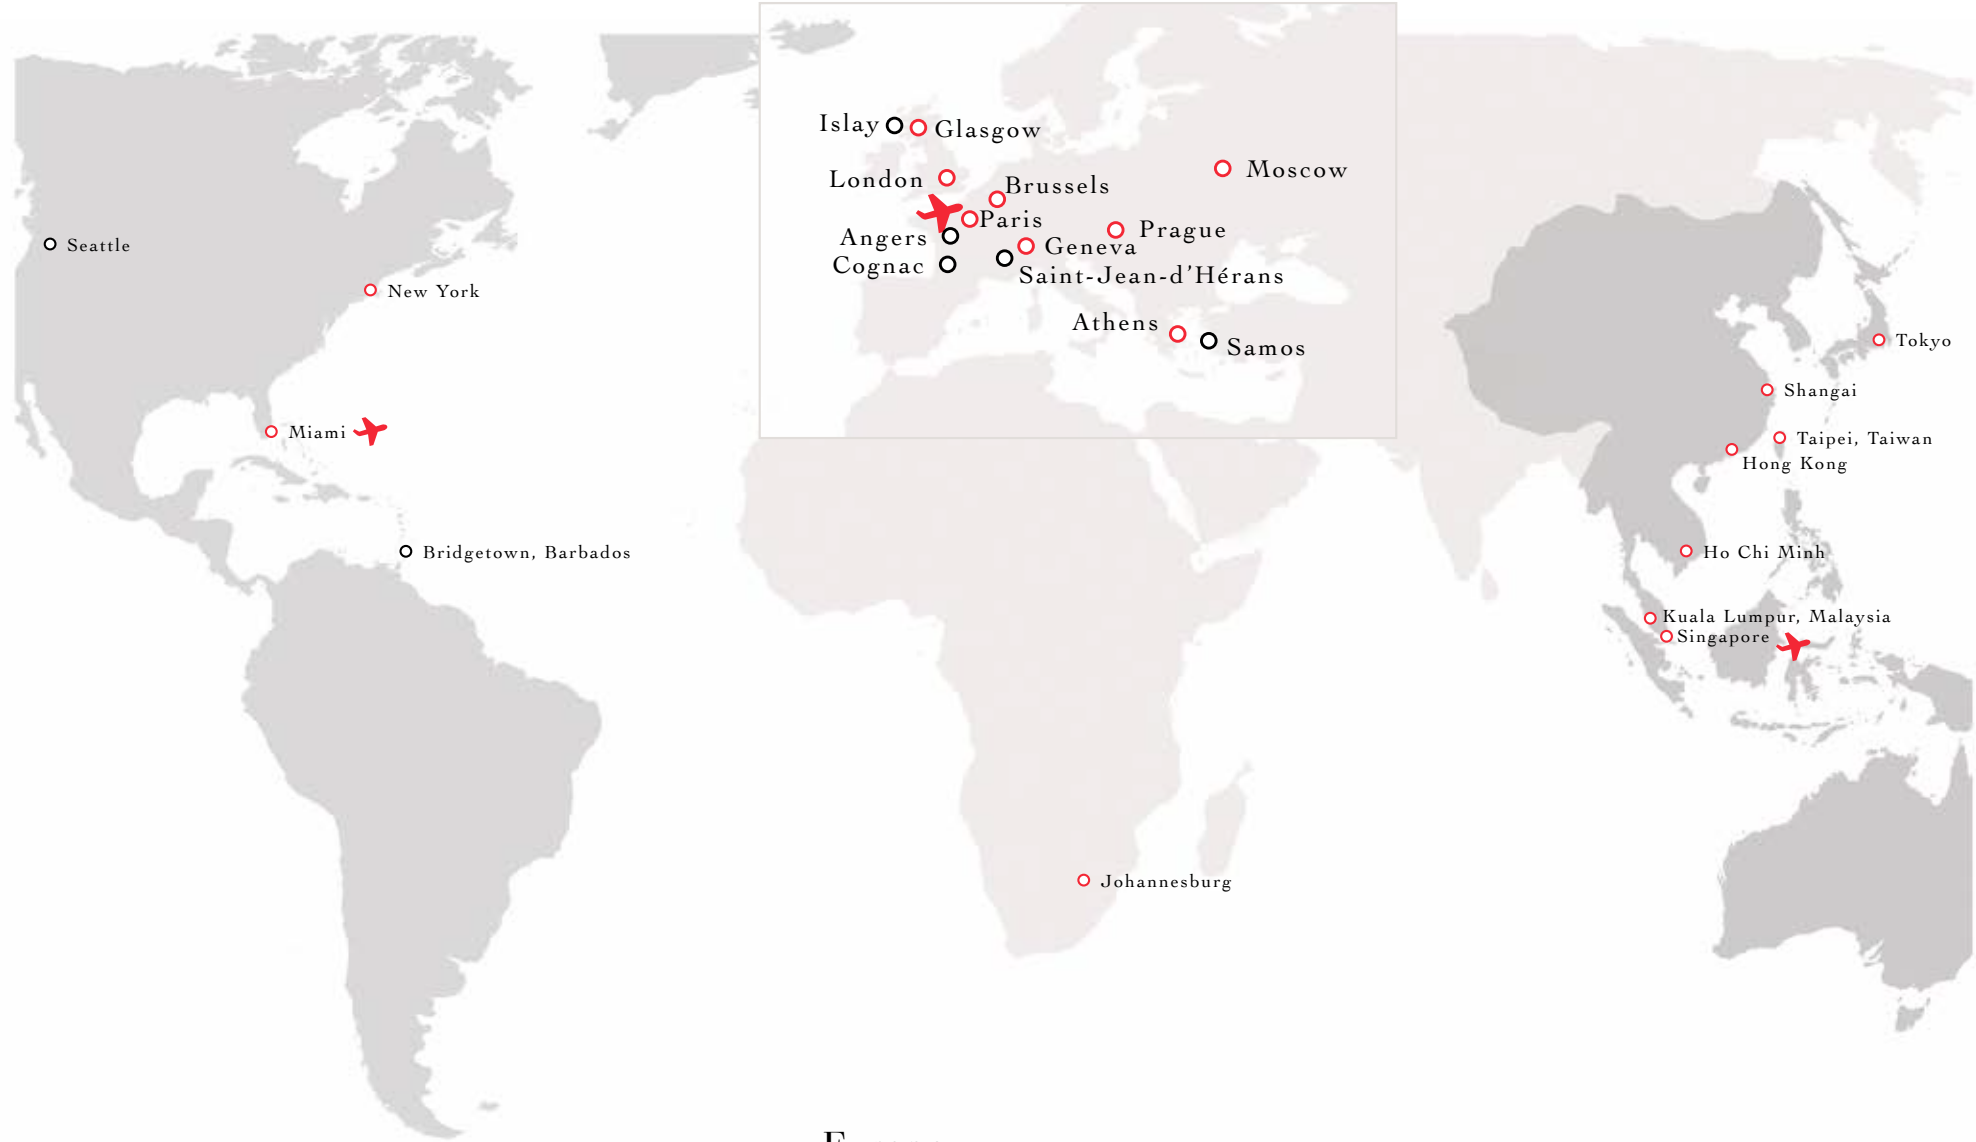 Islay
Glasgow
London
Moscow
Brussels
Paris
Angers
Prague
Geneva
Cognac
Saint-Jean-d'Hérans
Athens
Samos
Seattle
New York
Miami
Bridgetown, Barbados
Tokyo
Shangai
Taipei, Taiwan
Hong Kong
Ho Chi Minh
Kuala Lumpur, Malaysia
Singapore
Johannesburg